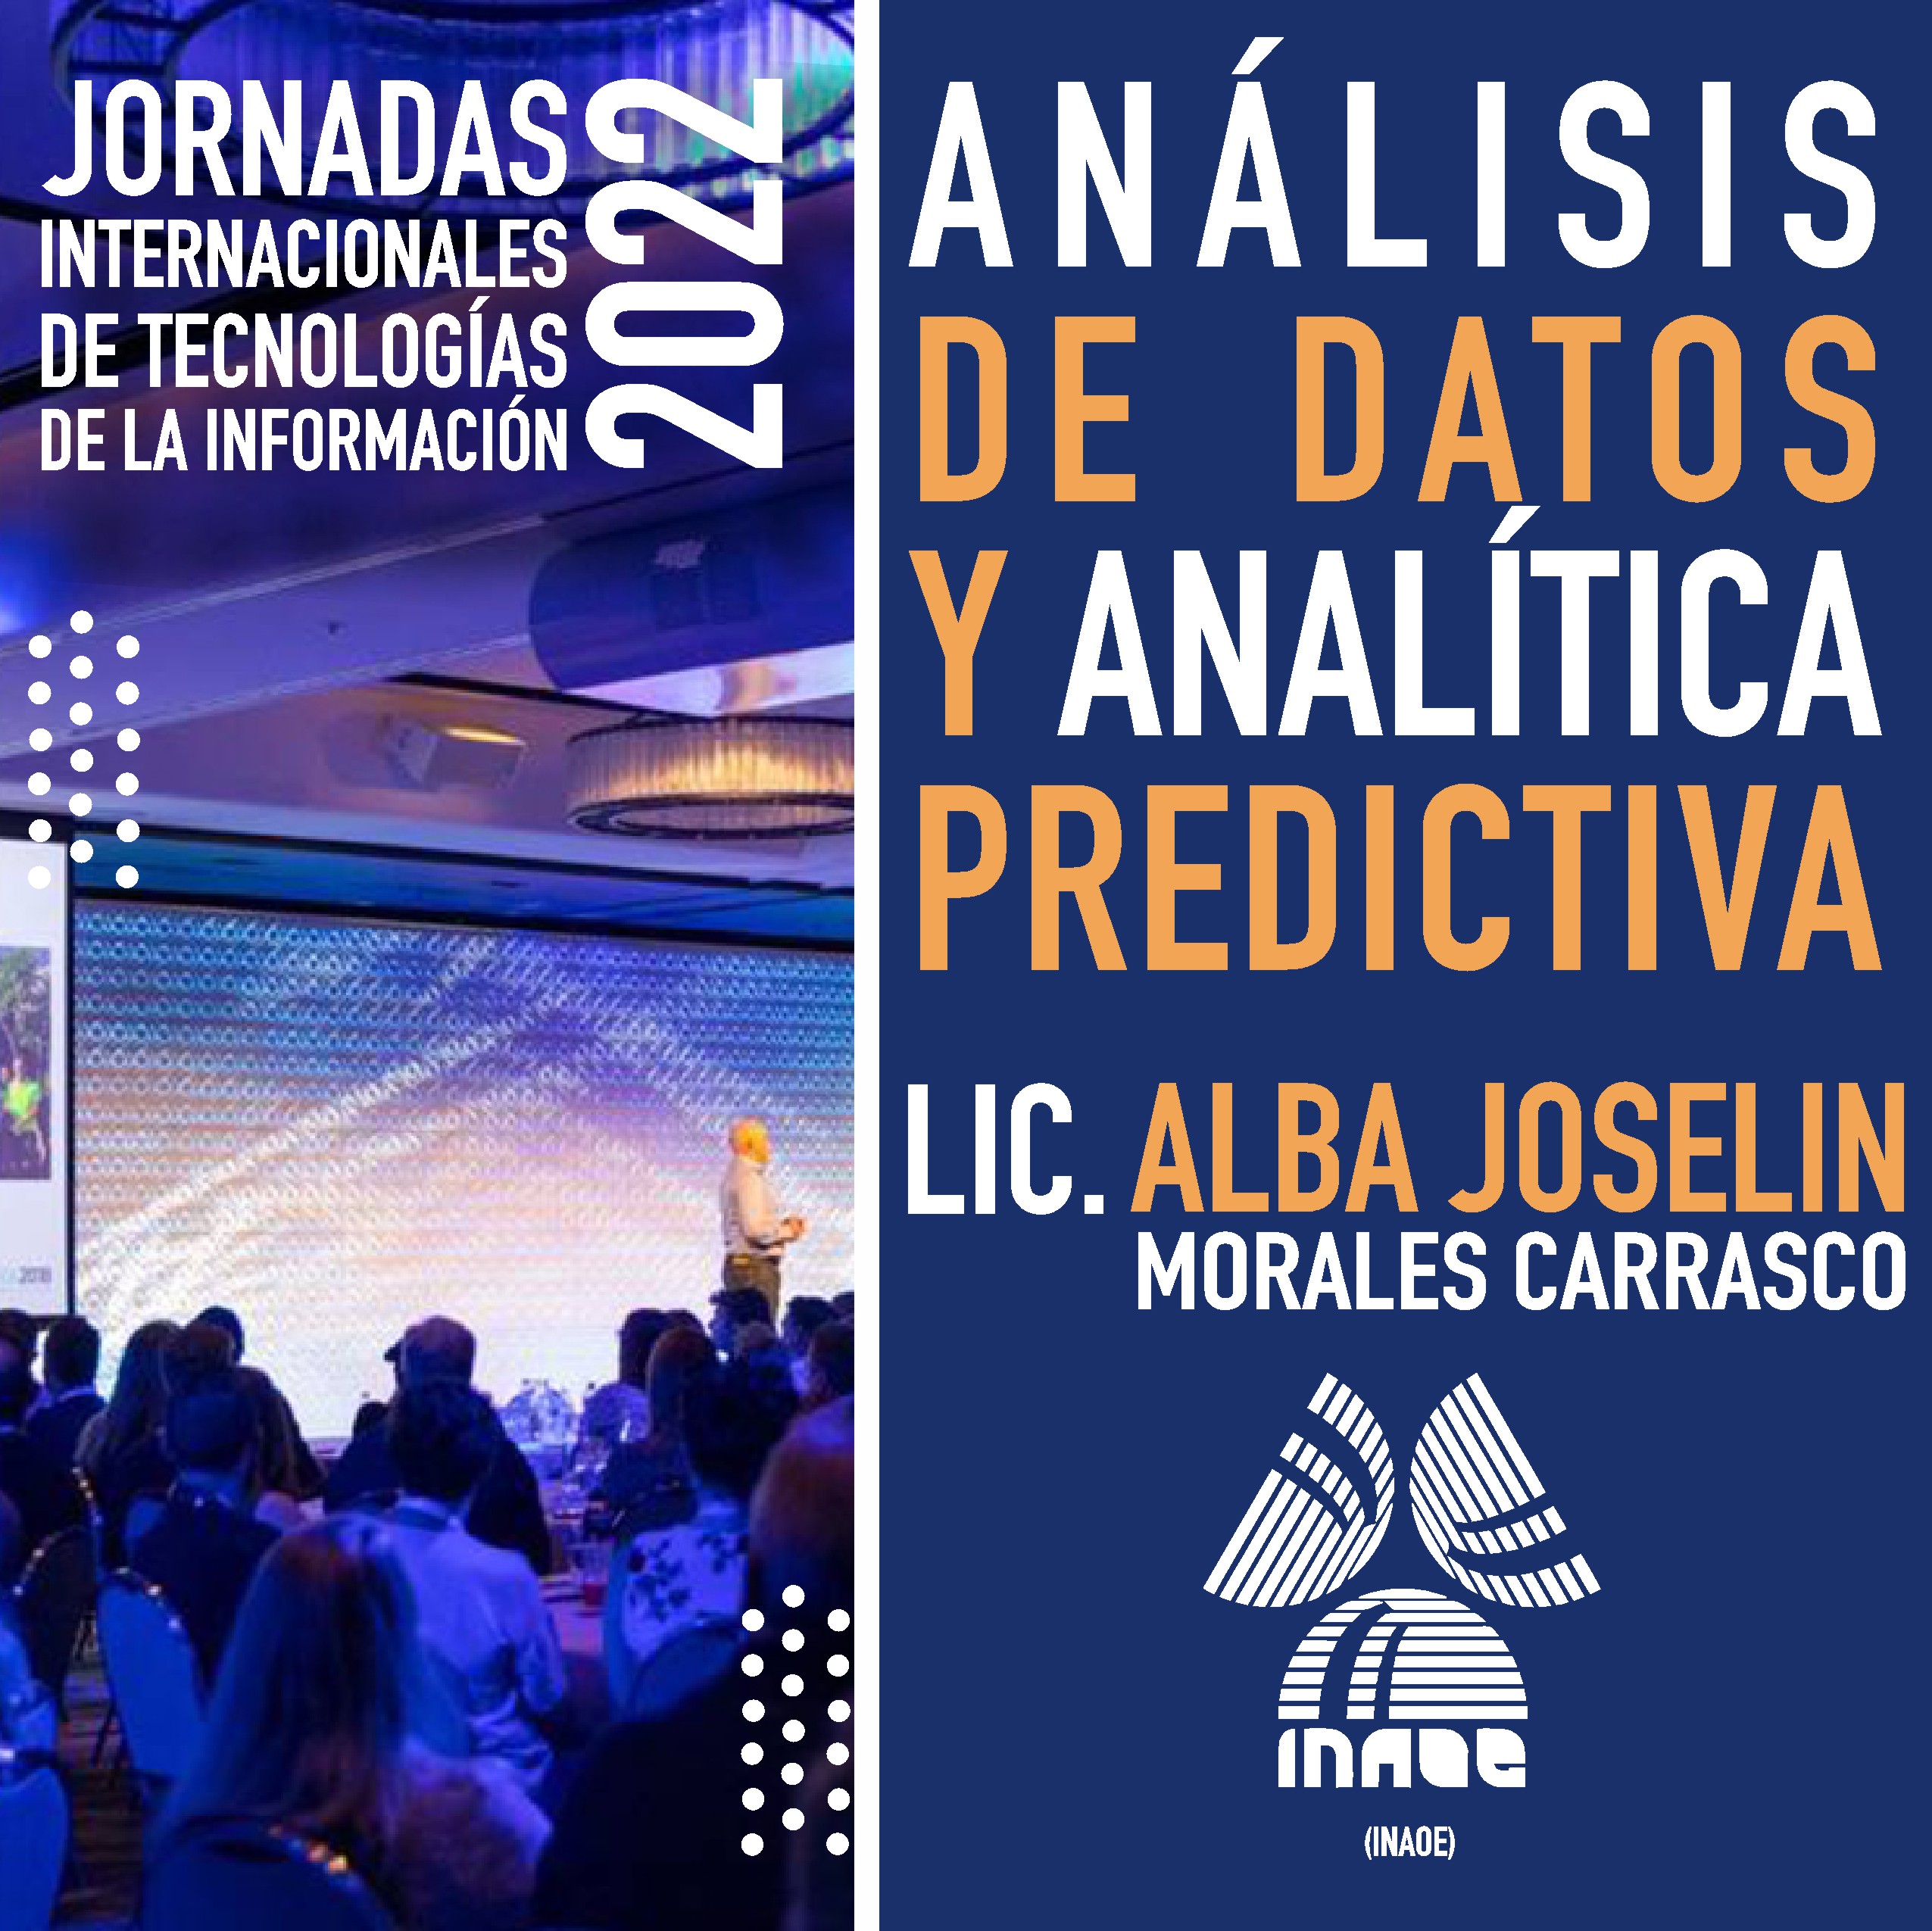 JORNADAS
INTERNACIONALES
DE TECNOLOGÍAS
DE LA INFORMACIÓN
2022
2018
ANÁLISIS
DE DATOS
Y ANALÍTICA
PREDICTIVA
LIC. ALBA JOSELIN
MORALES CARRASCO
INAOE
(INAOE)